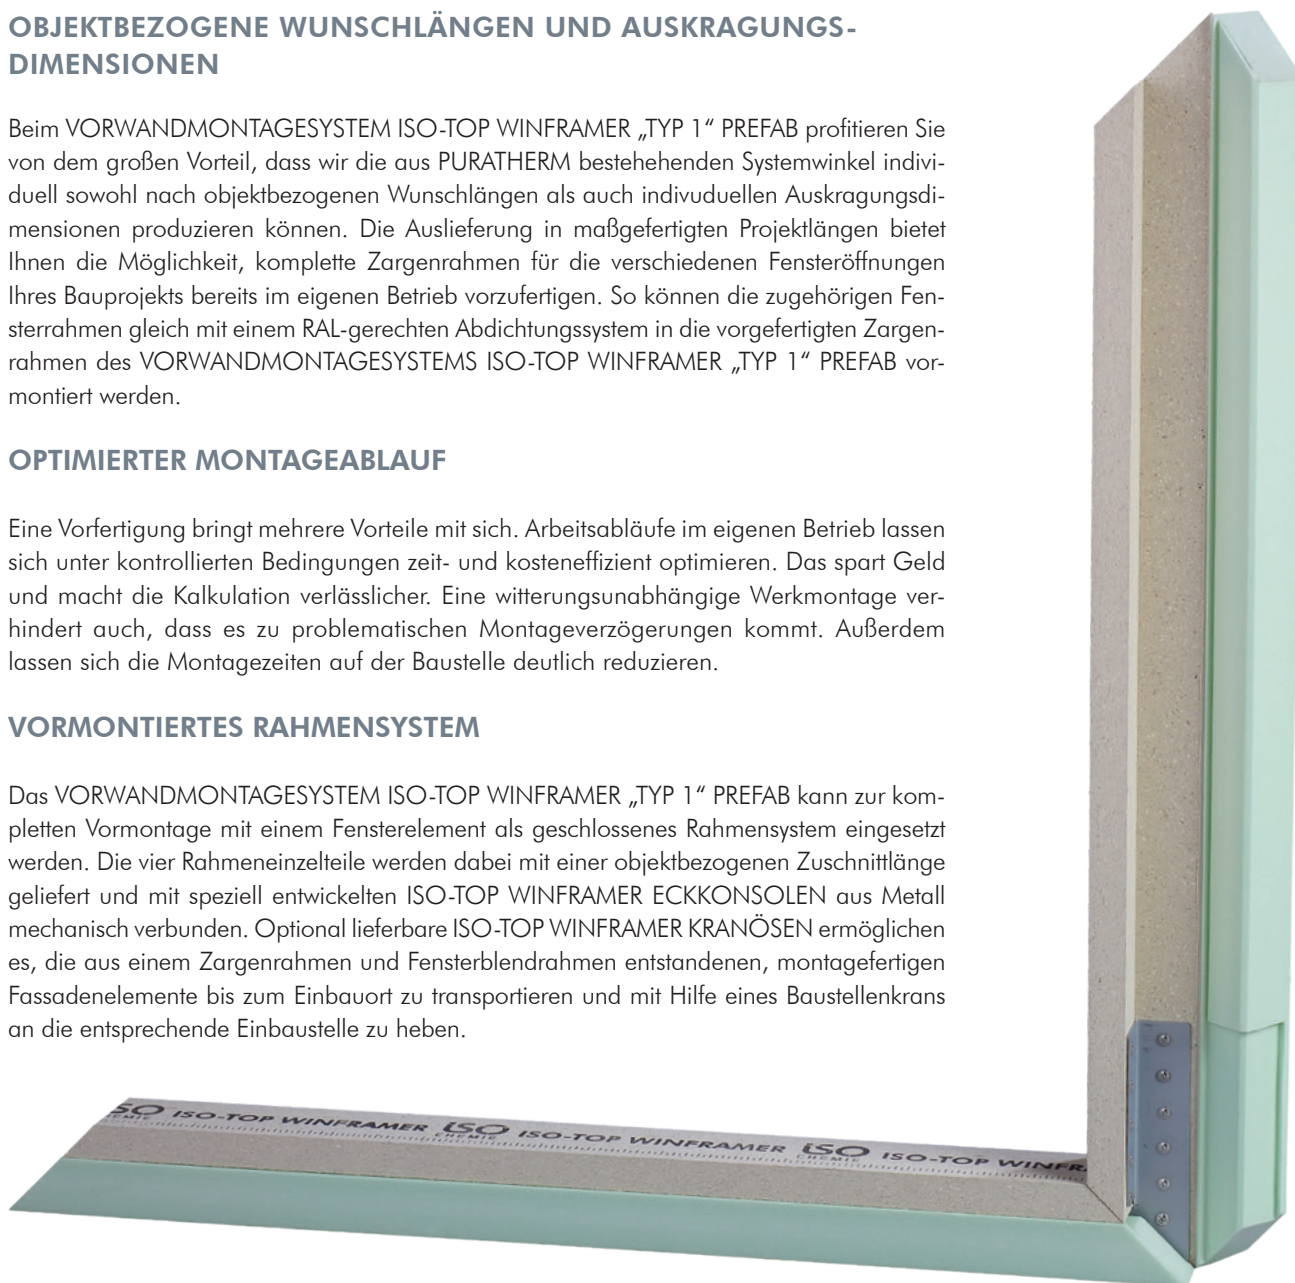 OBJEKTBEZOGENE WUNSCHLÄNGEN UND AUSKRAGUNGS-
DIMENSIONEN
Beim VORWANDMONTAGESYSTEM ISO-TOP WINFRAMER „TYP 1“ PREFAB profitieren Sie
von dem großen Vorteil, dass wir die aus PURATHERM bestehehenden Systemwinkel indivi-
duell sowohl nach objektbezogenen Wunschlängen als auch indivuduellen Auskragungsdi-
mensionen produzieren können. Die Auslieferung in maßgefertigten Projektlängen bietet
Ihnen die Möglichkeit, komplette Zargenrahmen für die verschiedenen Fensteröffnungen
Ihres Bauprojekts bereits im eigenen Betrieb vorzufertigen. So können die zugehörigen Fen-
sterrahmen gleich mit einem RAL-gerechten Abdichtungssystem in die vorgefertigten Zargen-
rahmen des VORWANDMONTAGESYSTEMS ISO-TOP WINFRAMER „TYP 1“ PREFAB vor-
montiert werden.
OPTIMIERTER MONTAGEABLAUF
Eine Vorfertigung bringt mehrere Vorteile mit sich. Arbeitsabläufe im eigenen Betrieb lassen
sich unter kontrollierten Bedingungen zeit- und kosteneffizient optimieren. Das spart Geld
und macht die Kalkulation verlässlicher. Eine witterungsunabhängige Werkmontage ver-
hindert auch, dass es zu problematischen Montageverzögerungen kommt. Außerdem
lassen sich die Montagezeiten auf der Baustelle deutlich reduzieren.
VORMONTIERTES RAHMENSYSTEM
Das VORWANDMONTAGESYSTEM ISO-TOP WINFRAMER „TYP 1“ PREFAB kann zur kom-
pletten Vormontage mit einem Fensterelement als geschlossenes Rahmensystem eingesetzt
werden. Die vier Rahmeneinzelteile werden dabei mit einer objektbezogenen Zuschnittlänge
geliefert und mit speziell entwickelten ISO-TOP WINFRAMER ECKKONSOLEN aus Metall
mechanisch verbunden. Optional lieferbare ISO-TOP WINFRAMER KRANÖSEN ermöglichen
es, die aus einem Zargenrahmen und Fensterblendrahmen entstandenen, montagefertigen
Fassadenelemente bis zum Einbauort zu transportieren und mit Hilfe eines Baustellenkrans
an die entsprechende Einbaustelle zu heben.
SO CHEMIE ISO-TOP WINFRAMER ISO CHEMIE ISO-TOP WINFRAMER ISO CHEMIE ISO-TOP WINFRA